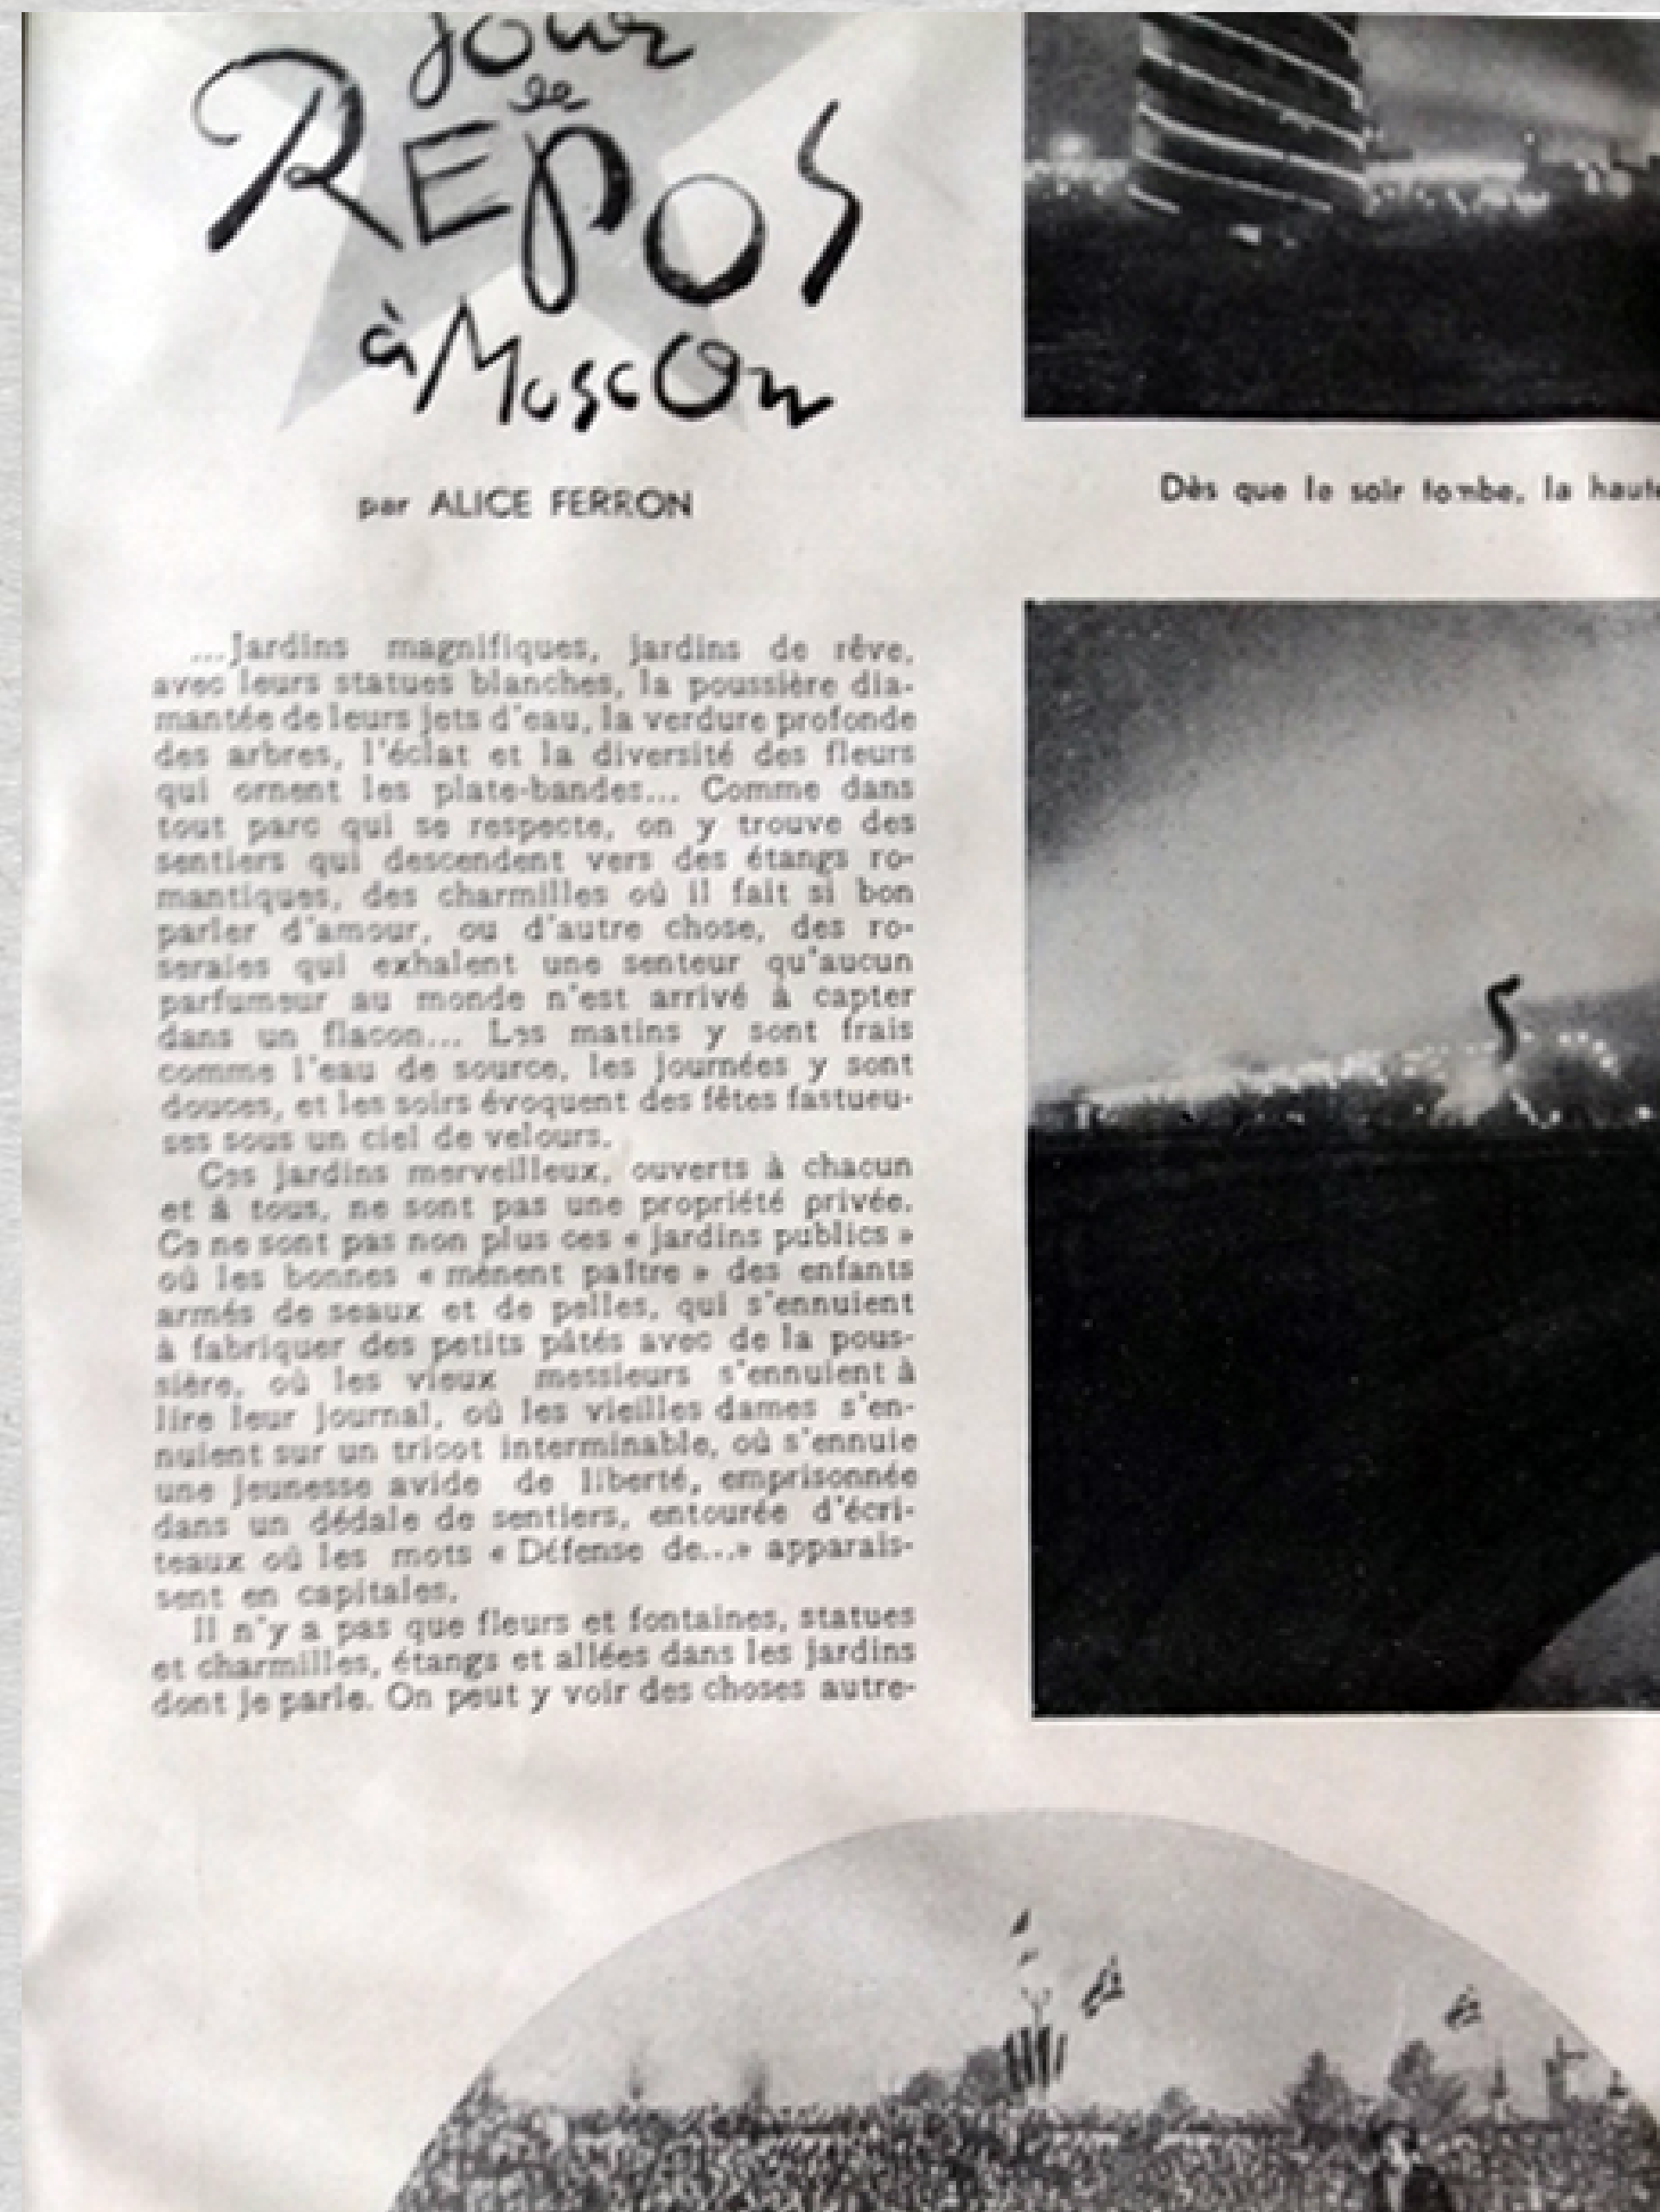 Jour
de
REPOS
à Moscou
par ALICE FERRON
Dès que le soir tombe, la haute
...Jardins magnifiques, jardins de rêve,
avec leurs statues blanches, la poussière dia-
mantée de leurs jets d'eau, la verdure profonde
des arbres, l'éclat et la diversité des fleurs
qui ornent les plate-bandes... Comme dans
tout parc qui se respecte, on y trouve des
sentiers qui descendent vers des étangs ro-
mantiques, des charmilles où il fait si bon
parler d'amour, ou d'autre chose, des ro-
seraies qui exhalent une senteur qu'aucun
parfumeur au monde n'est arrivé à capter
dans un flacon... Les matins y sont frais
comme l'eau de source, les journées y sont
douces, et les soirs évoquent des fêtes fastueu-
ses sous un ciel de velours.
Ces jardins merveilleux, ouverts à chacun
et à tous, ne sont pas une propriété privée.
Ce ne sont pas non plus ces « jardins publics »
où les bonnes « mènent paître » des enfants
armés de seaux et de pelles, qui s'ennuient
à fabriquer des petits pâtés avec de la pous-
sière, où les vieux messieurs s'ennuient à
lire leur journal, où les vieilles dames s'en-
nuient sur un tricot interminable, où s'ennuie
une jeunesse avide de liberté, emprisonnée
dans un dédale de sentiers, entourée d'écri-
teaux où les mots « Défense de...» apparais-
sent en capitales.
Il n'y a pas que fleurs et fontaines, statues
et charmilles, étangs et allées dans les jardins
dont je parle. On peut y voir des choses autre-